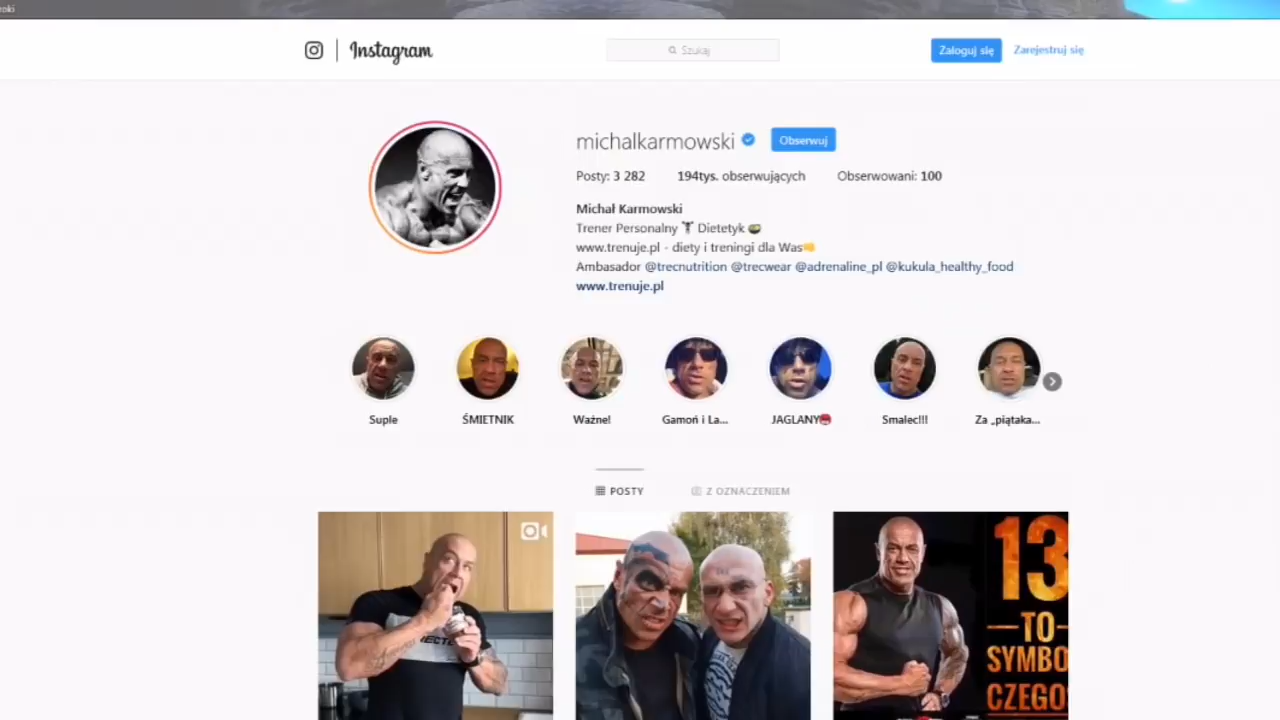 Instagram
Szukaj
Zaloguj się
Zarejestruj się
michalkarmowski
Obserwuj
Posty: 3 282
194tys. obserwujących
Obserwowani: 100
Michał Karmowski
Trener Personalny 🏋 Dietetyk 🥗
www.trenuje.pl - diety i treningi dla Was👊
Ambasador @trecnutrition @trecwear @adrenaline_pl @kukula_healthy_food
www.trenuje.pl
Suple
ŚMIETNIK
Ważne!
Gamoń i La...
JAGLANY
Smalec!!!
Za „piątaka...
POSTY
Z OZNACZENIEM
13
TO
SYMBO
CZEGO